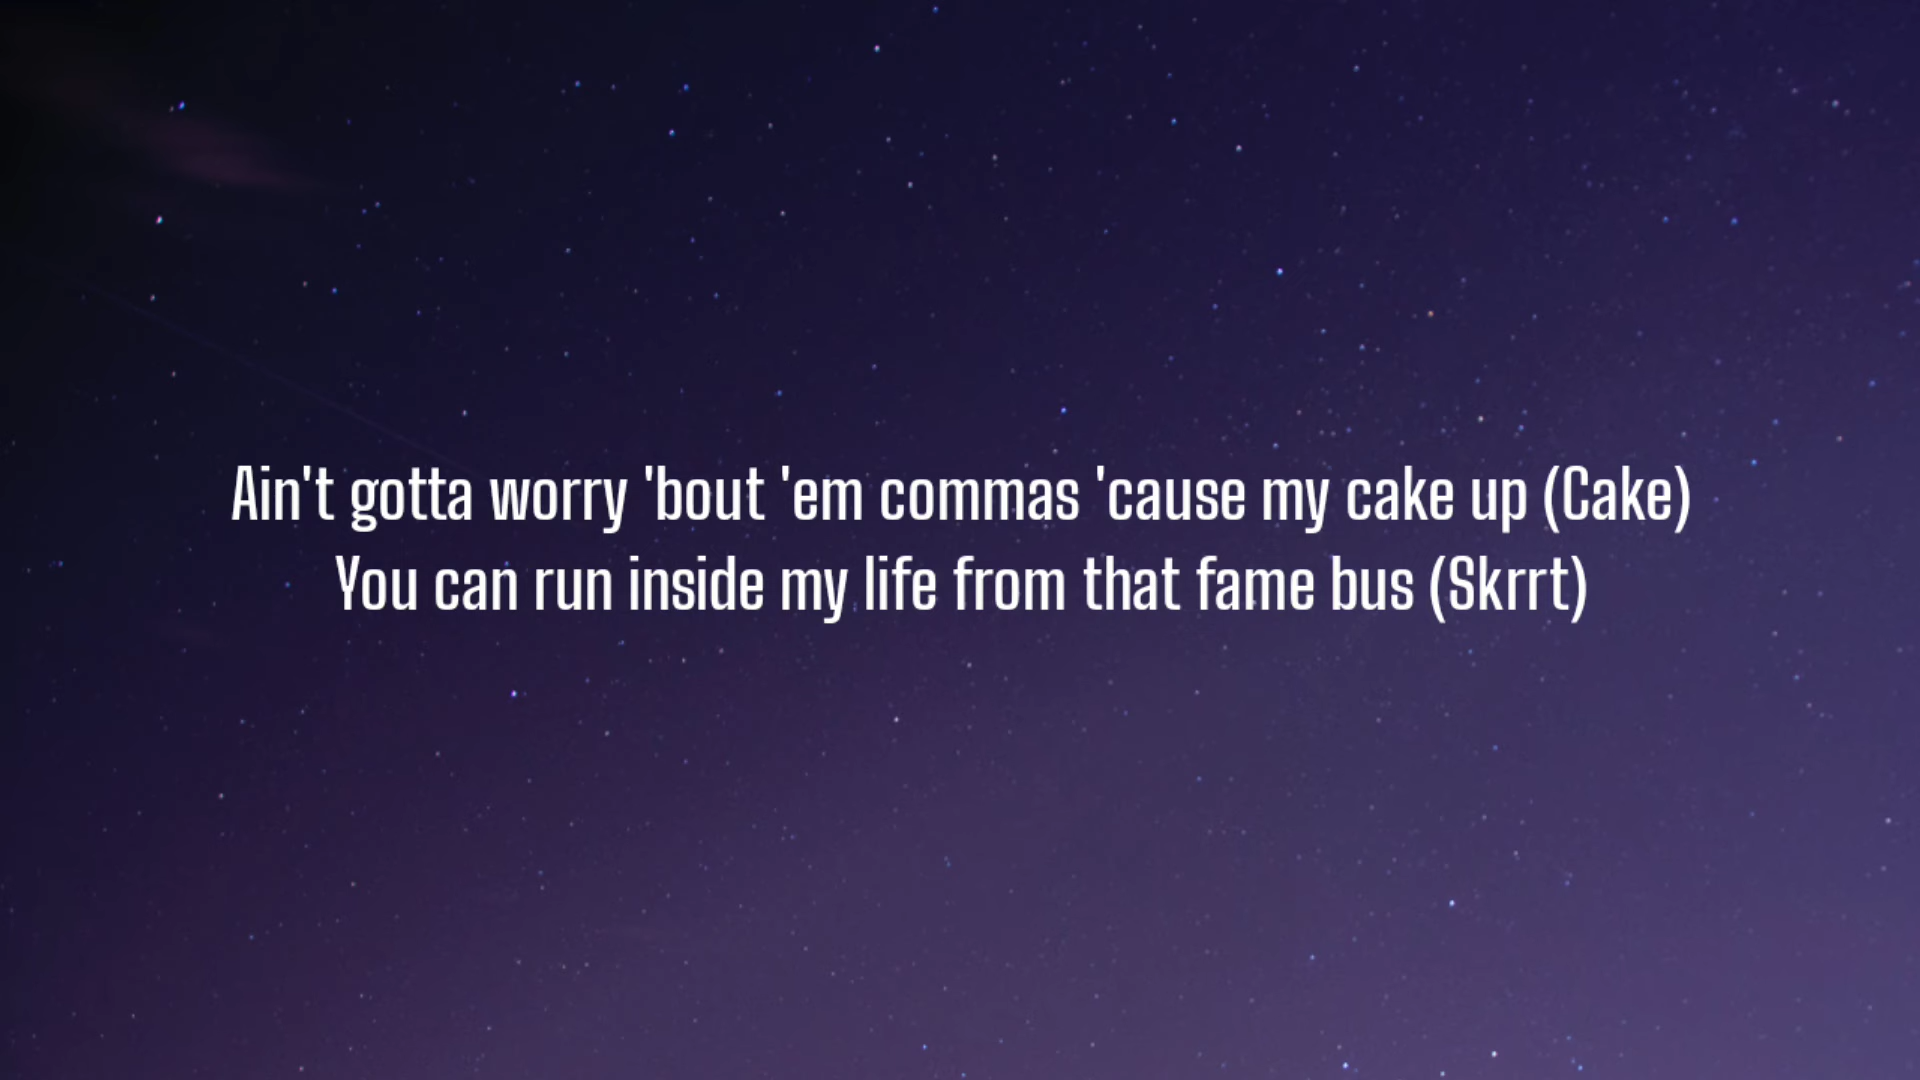 Ain't gotta worry 'bout 'em commas 'cause my cake up (Cake)
You can run inside my life from that fame bus (Skrrt)